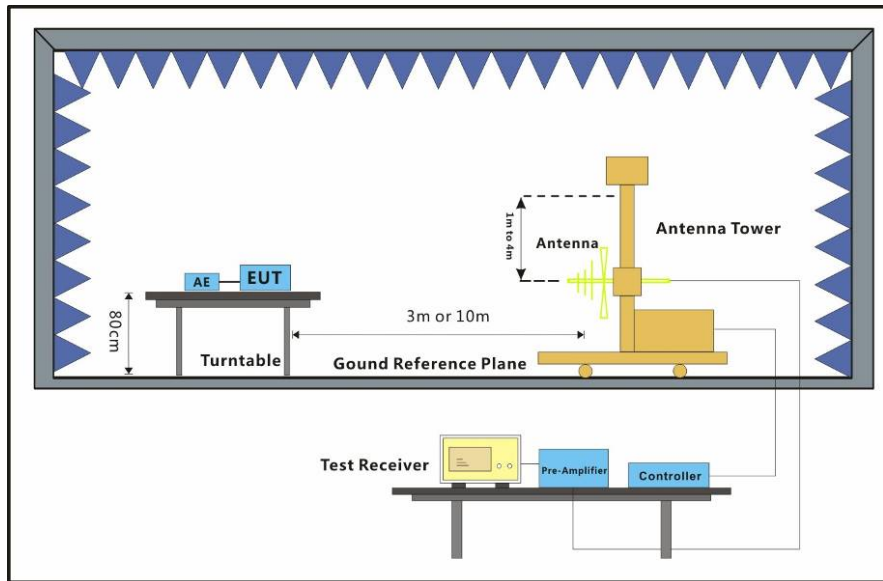 1m to 4m
Antenna
Antenna Tower
AE
EUT
80cm
3m or 10m
Turntable
Gound Reference Plane
Test Receiver
Pre-Amplifier
Controller